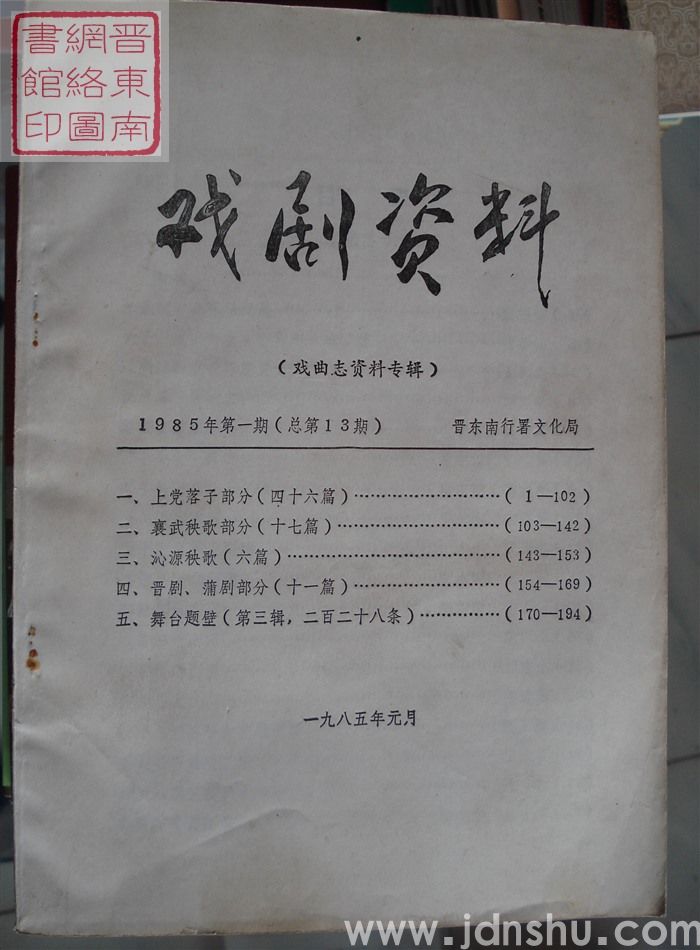 晋東南
網絡圖
書館印
戏剧资料
（戏曲志资料专辑）
1985年第一期（总第13期） 晋东南行署文化局
一、上党落子部分（四十六篇）…………………………（1—102）
二、襄武秧歌部分（十七篇）……………………………（103—142）
三、沁源秧歌（六篇）……………………………………（143—153）
四、晋剧、蒲剧部分（十一篇）…………………………（154—169）
五、舞台题壁（第三辑，二百二十八条）……………（170—194）
一九八五年元月
www.jdnshu.com